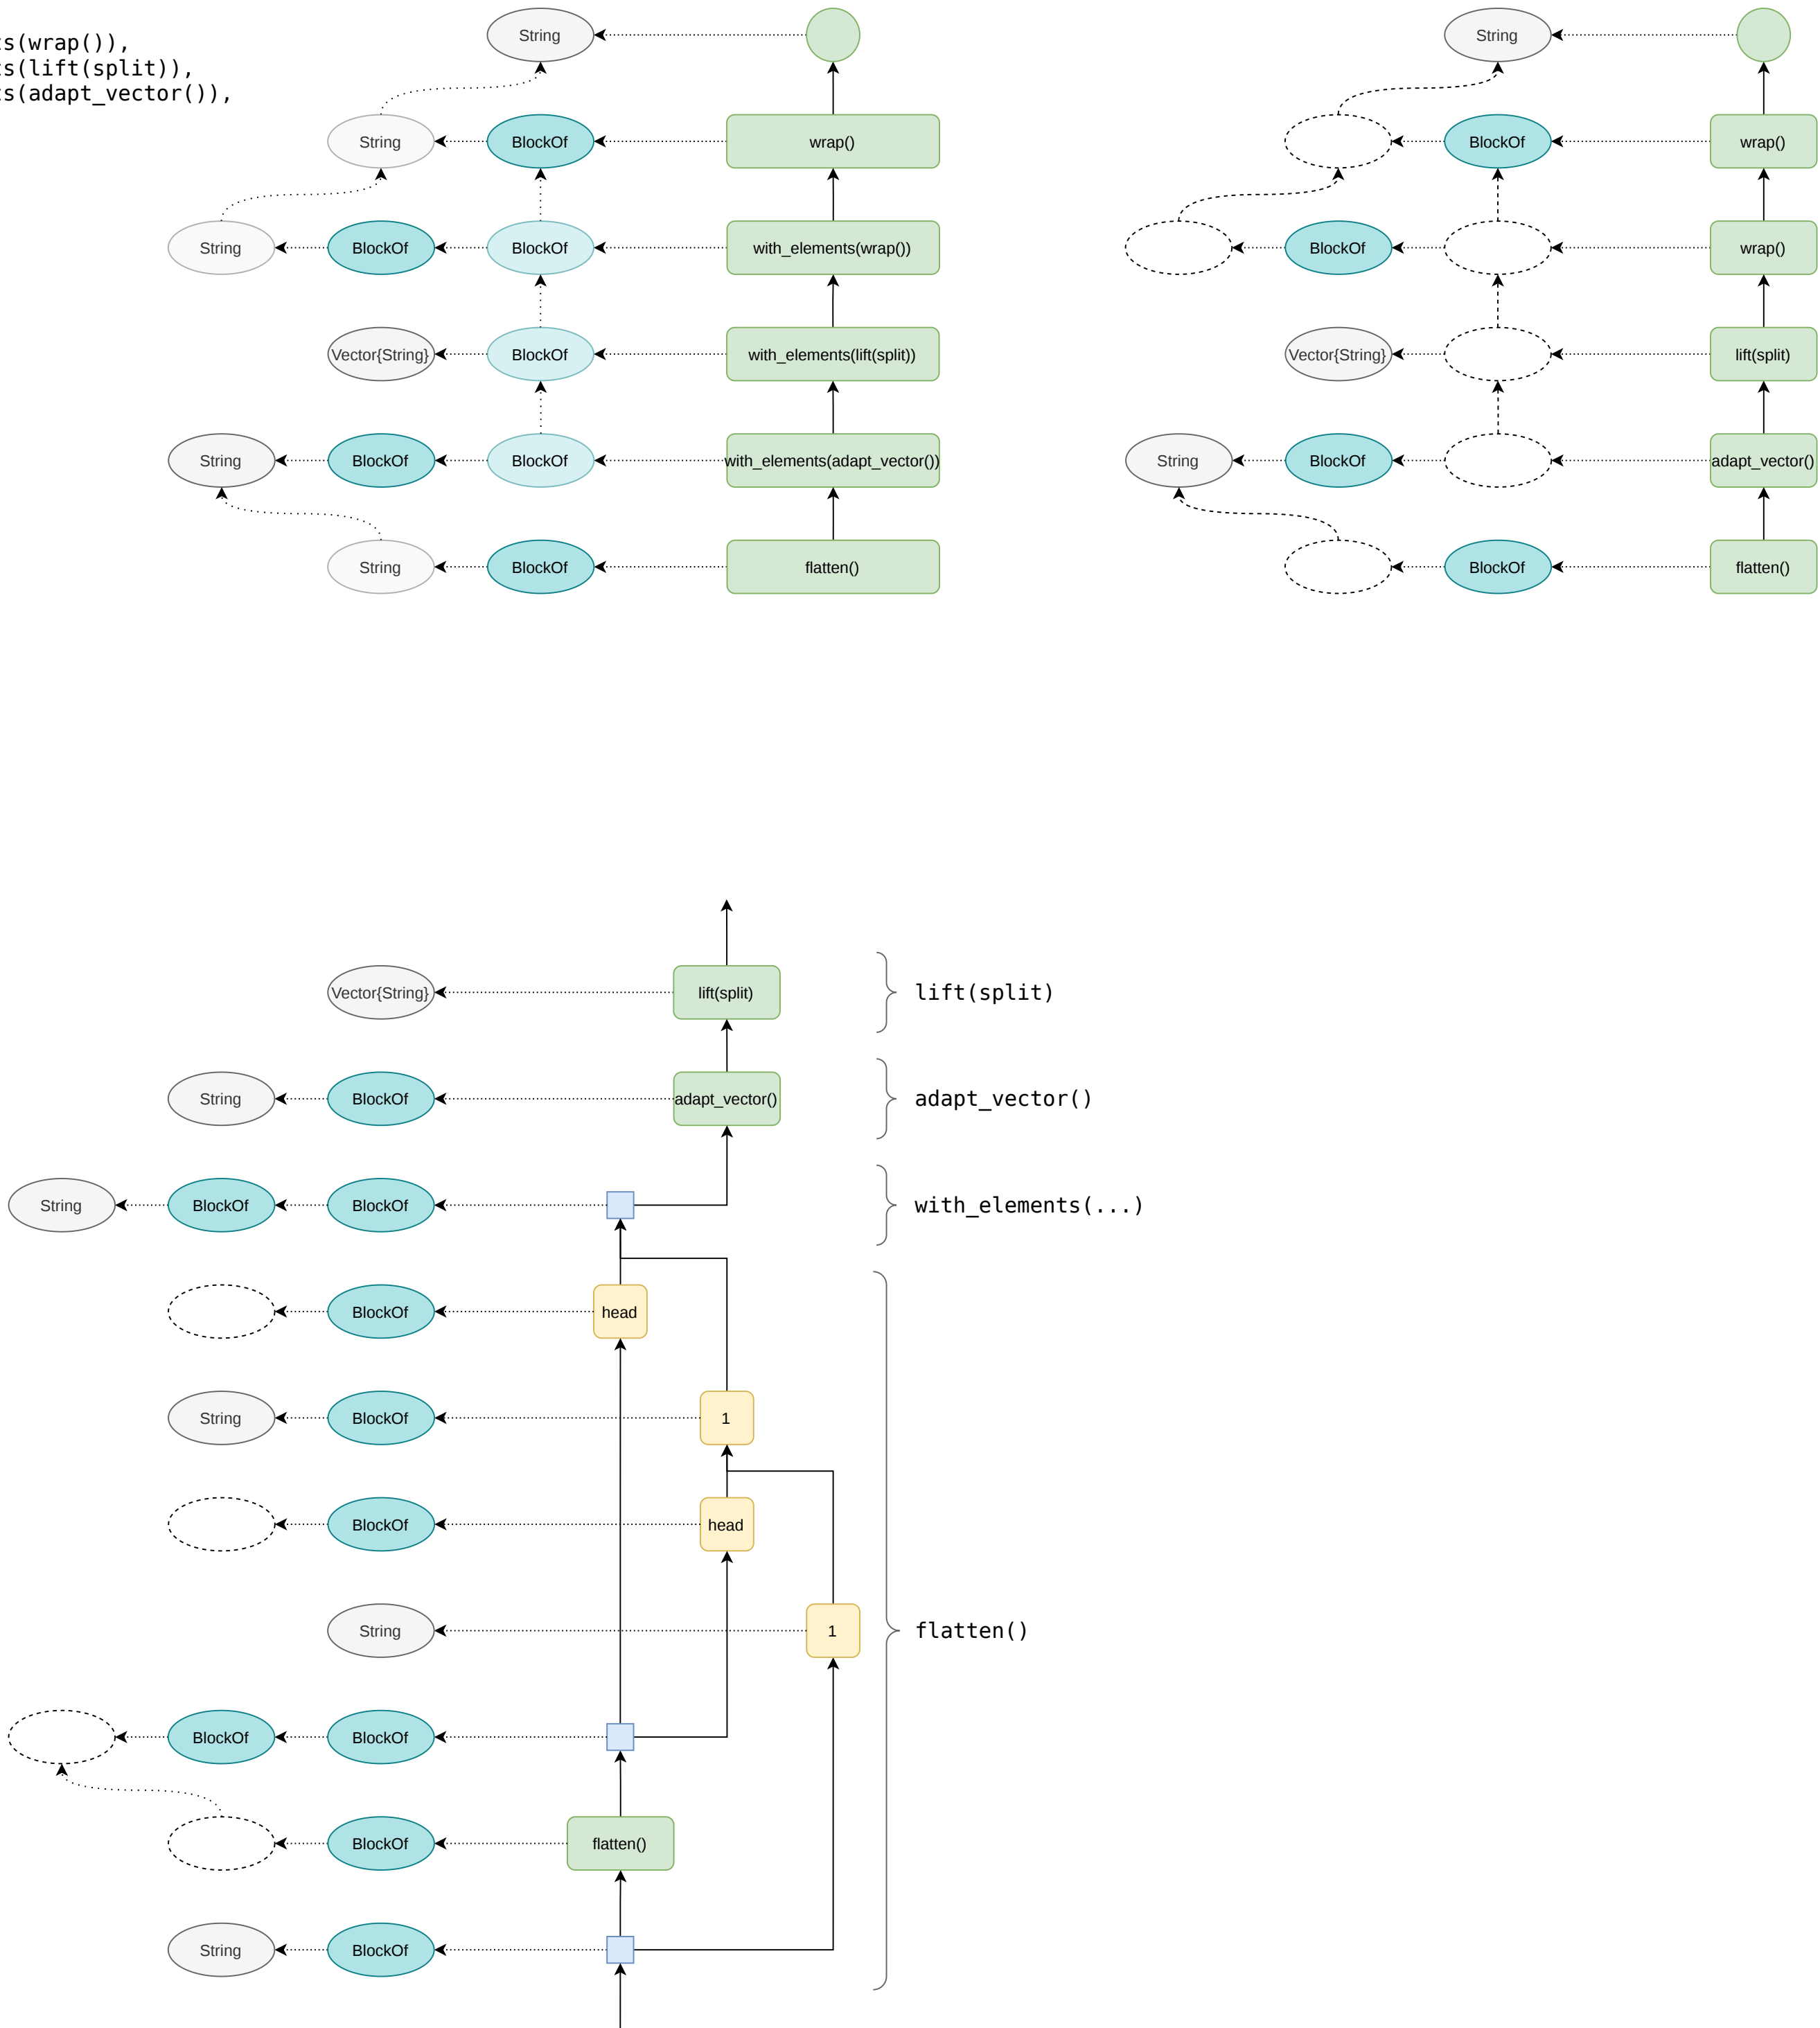 ts(wrap()),
ts(lift(split)),
ts(adapt_vector()),
String
String BlockOf wrap()
String BlockOf BlockOf with_elements(wrap())
Vector{String} BlockOf with_elements(lift(split))
String BlockOf BlockOf with_elements(adapt_vector())
String BlockOf flatten()
String
BlockOf wrap()
BlockOf wrap()
Vector{String} lift(split)
String BlockOf adapt_vector()
BlockOf flatten()
Vector{String} lift(split) lift(split)
String BlockOf adapt_vector() adapt_vector()
String BlockOf BlockOf with_elements(...)
BlockOf head
String BlockOf 1
BlockOf head
String 1 flatten()
BlockOf BlockOf
BlockOf flatten()
String BlockOf